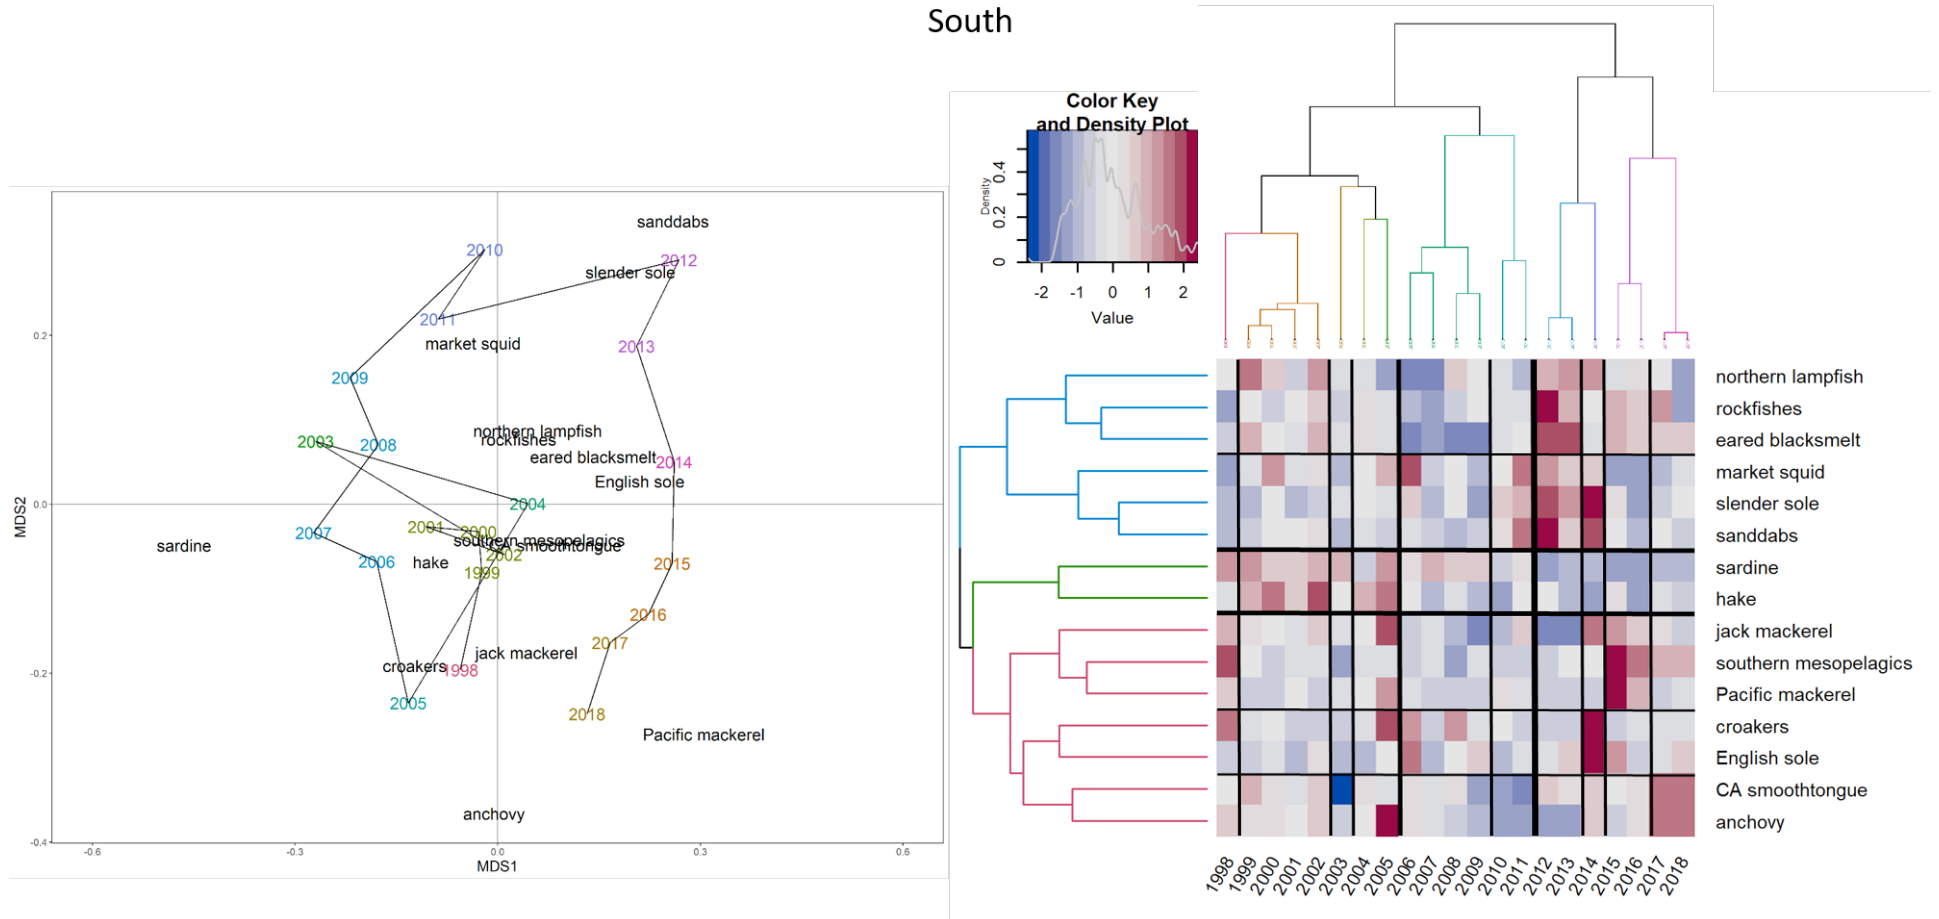 South
sanddabs
2010
2012
slender sole
2011
market squid
2013
0.2
2009
2003
2008
northern lampfish
rockfishes
eared blacksmelt
2014
English sole
MDS2
0.0
2004
2001
2000
2007
southern mesopelagics
CA smoothtongue
sardine
2002
hake
2006
1999
2015
2016
2017
jack mackerel
croakers
1998
-0.2
2005
2018
Pacific mackerel
anchovy
-0.4
-0.6
-0.3
0.0
0.3
0.6
MDS1
Color Key
and Density Plot
Density
0.4
0.2
0
-2
-1
0
1
2
Value
northern lampfish
rockfishes
eared blacksmelt
market squid
slender sole
sanddabs
sardine
hake
jack mackerel
southern mesopelagics
Pacific mackerel
croakers
English sole
CA smoothtongue
anchovy
1998
1999
2000
2001
2002
2003
2004
2005
2006
2007
2008
2009
2010
2011
2012
2013
2014
2015
2016
2017
2018